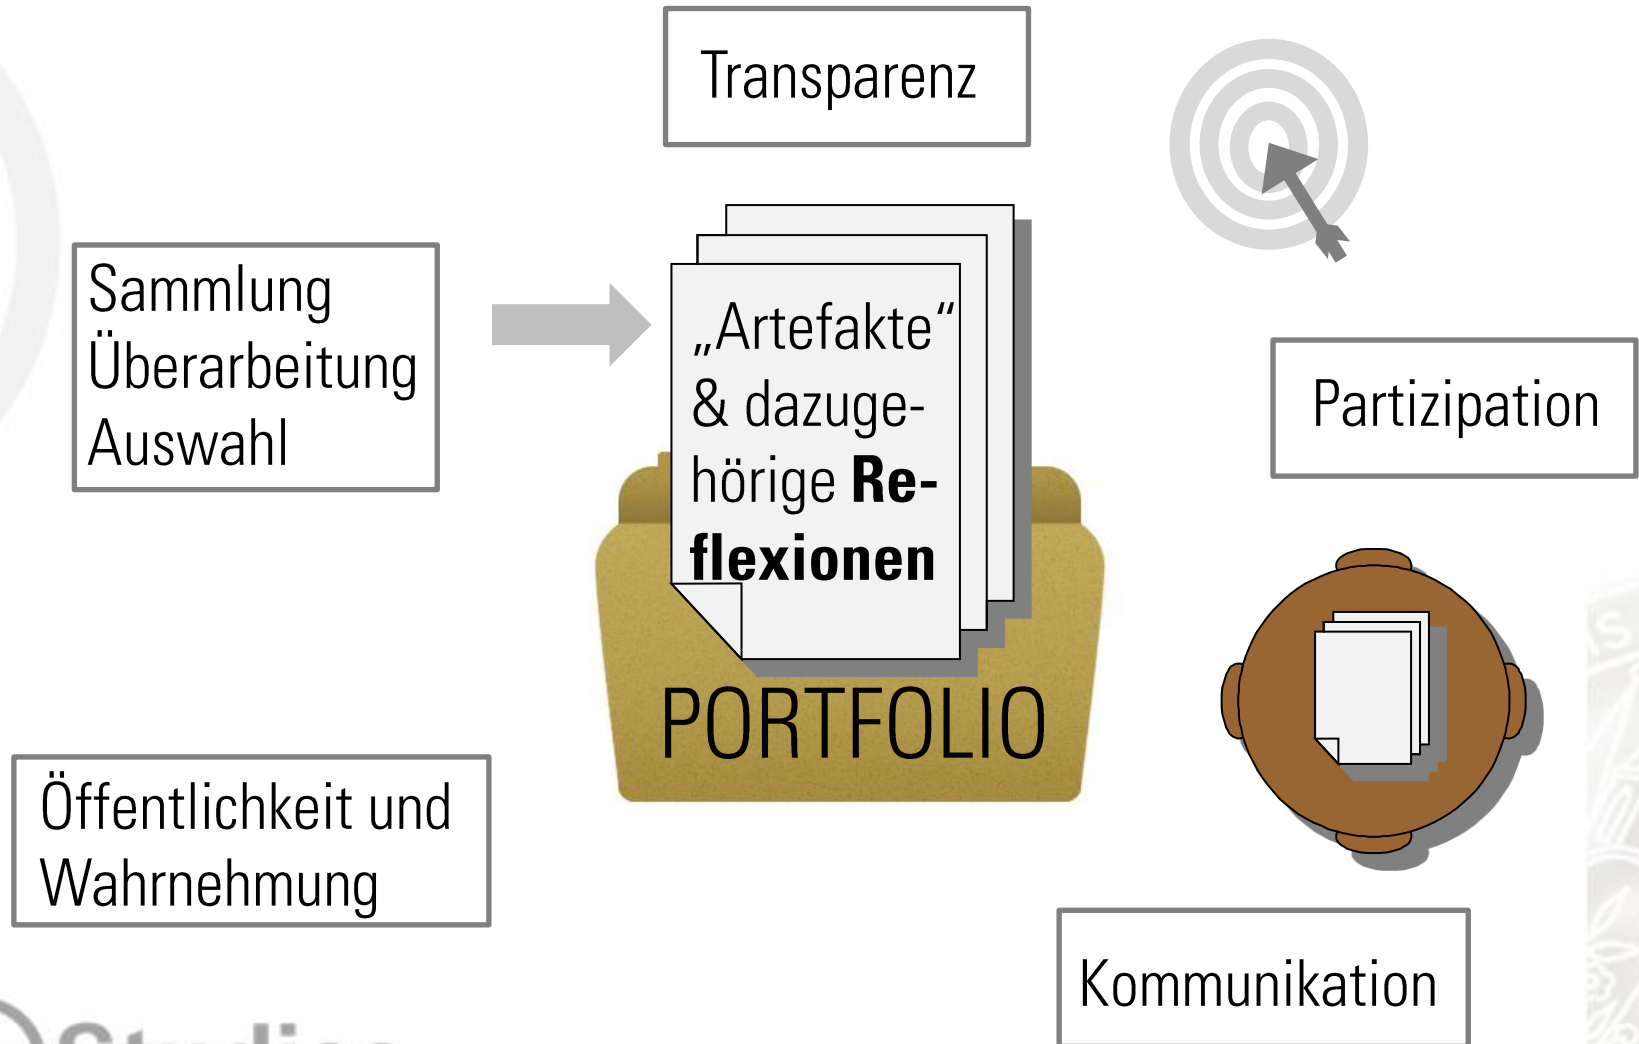 Transparenz
Sammlung
Überarbeitung
Auswahl
„Artefakte“
& dazuge-
hörige Re-
flexionen
PORTFOLIO
Partizipation
Öffentlichkeit und
Wahrnehmung
Kommunikation